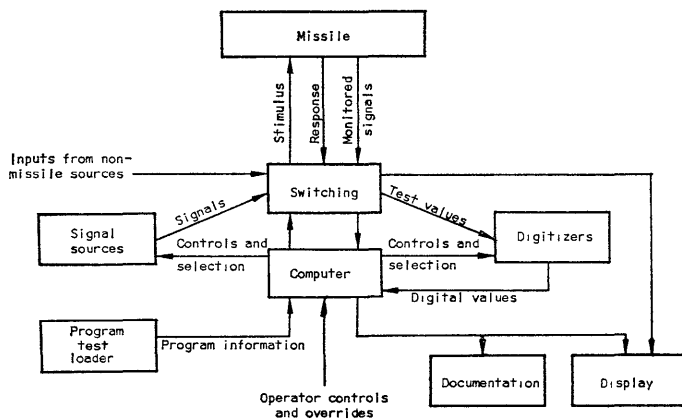 Missile
Stimulus
Response
Monitored
signals
Inputs from non-
missile sources
Switching
Signals
Test values
Signal
sources
Controls and
selection
Computer
Controls and
selection
Digitizers
Digital values
Program
test
loader
Program information
Operator controls
and overrides
Documentation
Display